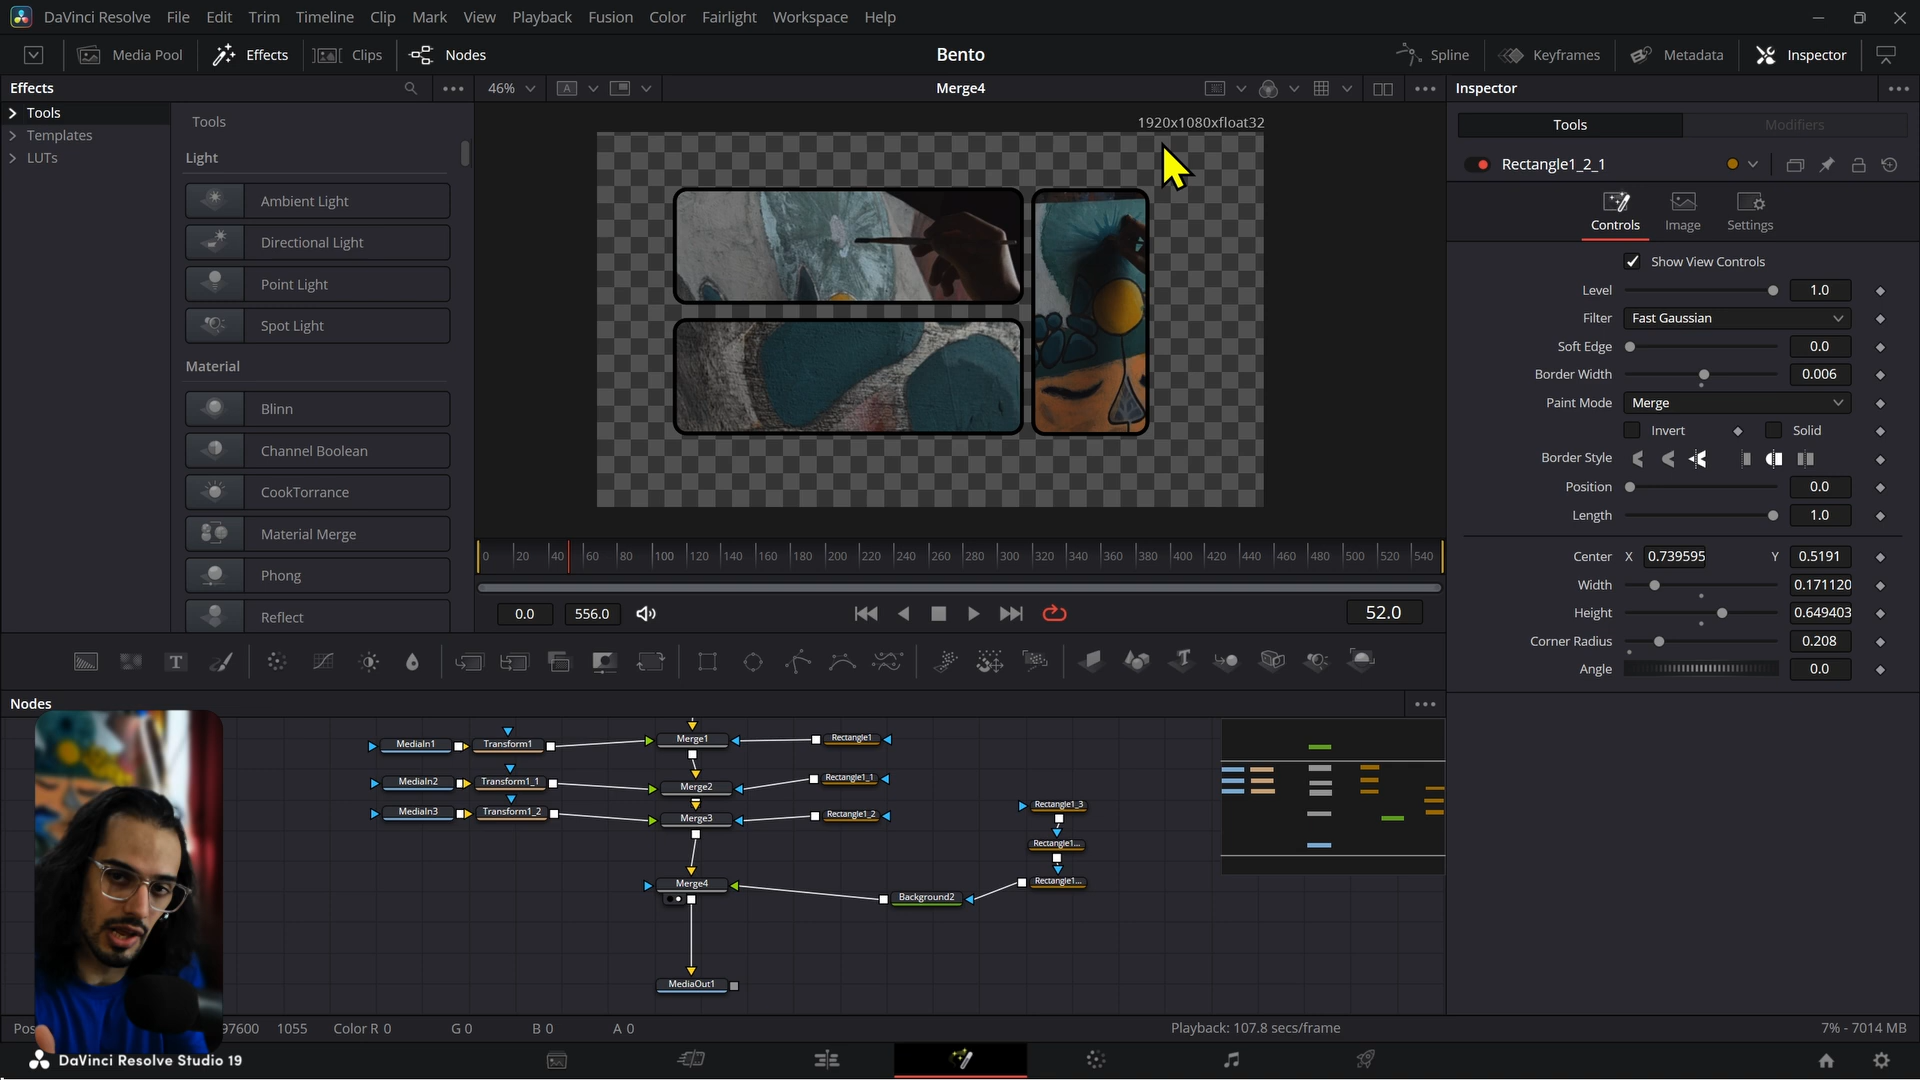 DaVinci Resolve File Edit Trim Timeline Clip Mark View Playback Fusion Color Fairlight Workspace Help
Media Pool Effects Clips Nodes Bento Spline Keyframes Metadata Inspector
Effects 46% A Merge4 Inspector
Tools
Templates
LUTs
Tools
Light
Ambient Light
Directional Light
Point Light
Spot Light
Material
Blinn
Channel Boolean
CookTorrance
Material Merge
Phong
Reflect
1920x1080xfloat32
0 20 40 60 80 100 120 140 160 180 200 220 240 260 280 300 320 340 360 380 400 420 440 460 480 500 520 540
0.0 556.0 52.0
Tools Modifiers
Rectangle1_2_1
Controls Image Settings
Show View Controls
Level 1.0
Filter Fast Gaussian
Soft Edge 0.0
Border Width 0.006
Paint Mode Merge
Invert Solid
Border Style
Position 0.0
Length 1.0
Center X 0.739595 Y 0.5191
Width 0.171120
Height 0.649403
Corner Radius 0.208
Angle 0.0
T
T
Nodes
MediaIn1 Transform1 Merge1 Rectangle1
MediaIn2 Transform1_1 Merge2 Rectangle1_1
MediaIn3 Transform1_2 Merge3 Rectangle1_2
Rectangle1_3
Rectangle1...
Rectangle1...
Merge4 Background2
MediaOut1
Pos 97600 1055 Color R 0 G 0 B 0 A 0 Playback: 107.8 secs/frame 7% - 7014 MB
DaVinci Resolve Studio 19